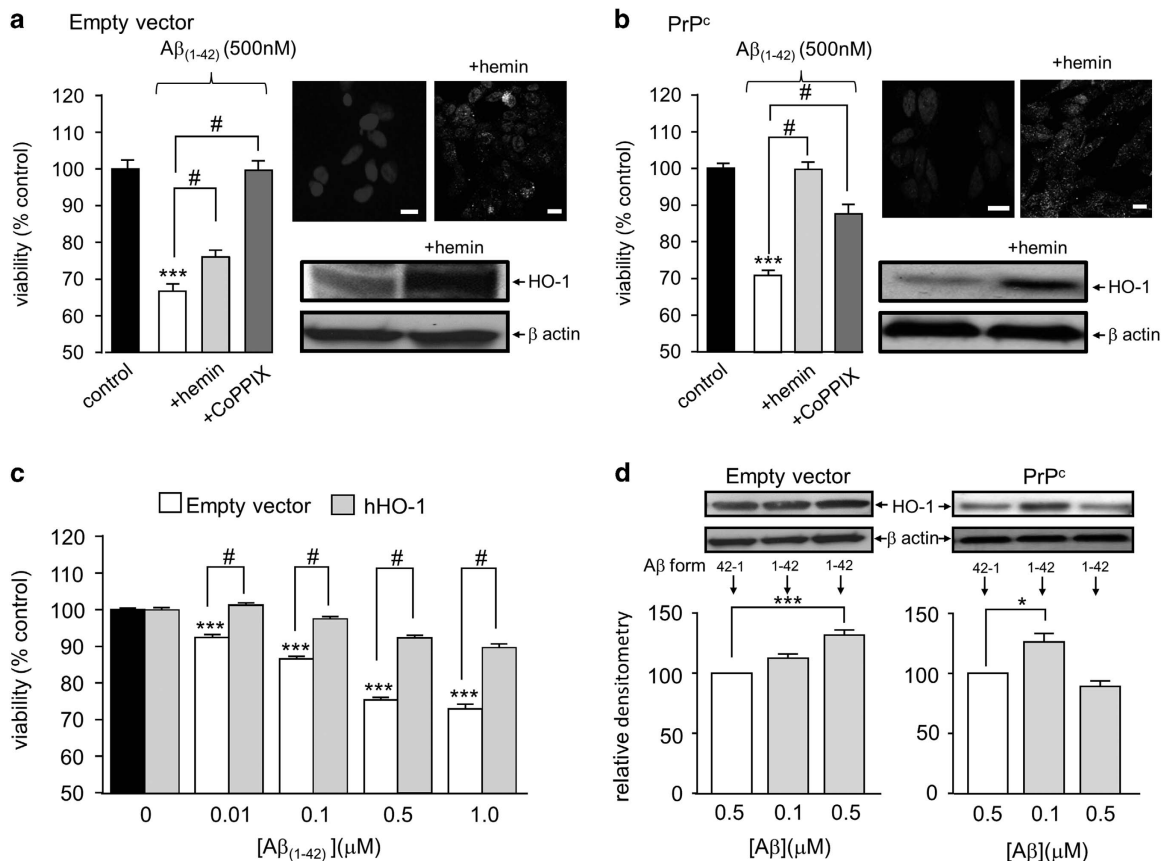 a Empty vector
Aβ(1-42) (500nM)
+hemin
120
110
100
90
80
70
60
50
viability (% control)
#
#
***
control
+hemin
+CoPPIX
+hemin
HO-1
β actin
b PrPᶜ
Aβ(1-42) (500nM)
+hemin
120
110
100
90
80
70
60
50
viability (% control)
#
#
***
control
+hemin
+CoPPIX
+hemin
HO-1
β actin
c
Empty vector hHO-1
120
110
100
90
80
70
60
50
viability (% control)
# # # #
*** *** *** ***
0 0.01 0.1 0.5 1.0
[Aβ(1-42)](μM)
d Empty vector PrPᶜ
HO-1
β actin
Aβ form 42-1 1-42 1-42 42-1 1-42 1-42
*** *
150
100
50
0
relative densitometry
0.5 0.1 0.5
[Aβ](μM)
150
100
50
0
0.5 0.1 0.5
[Aβ](μM)